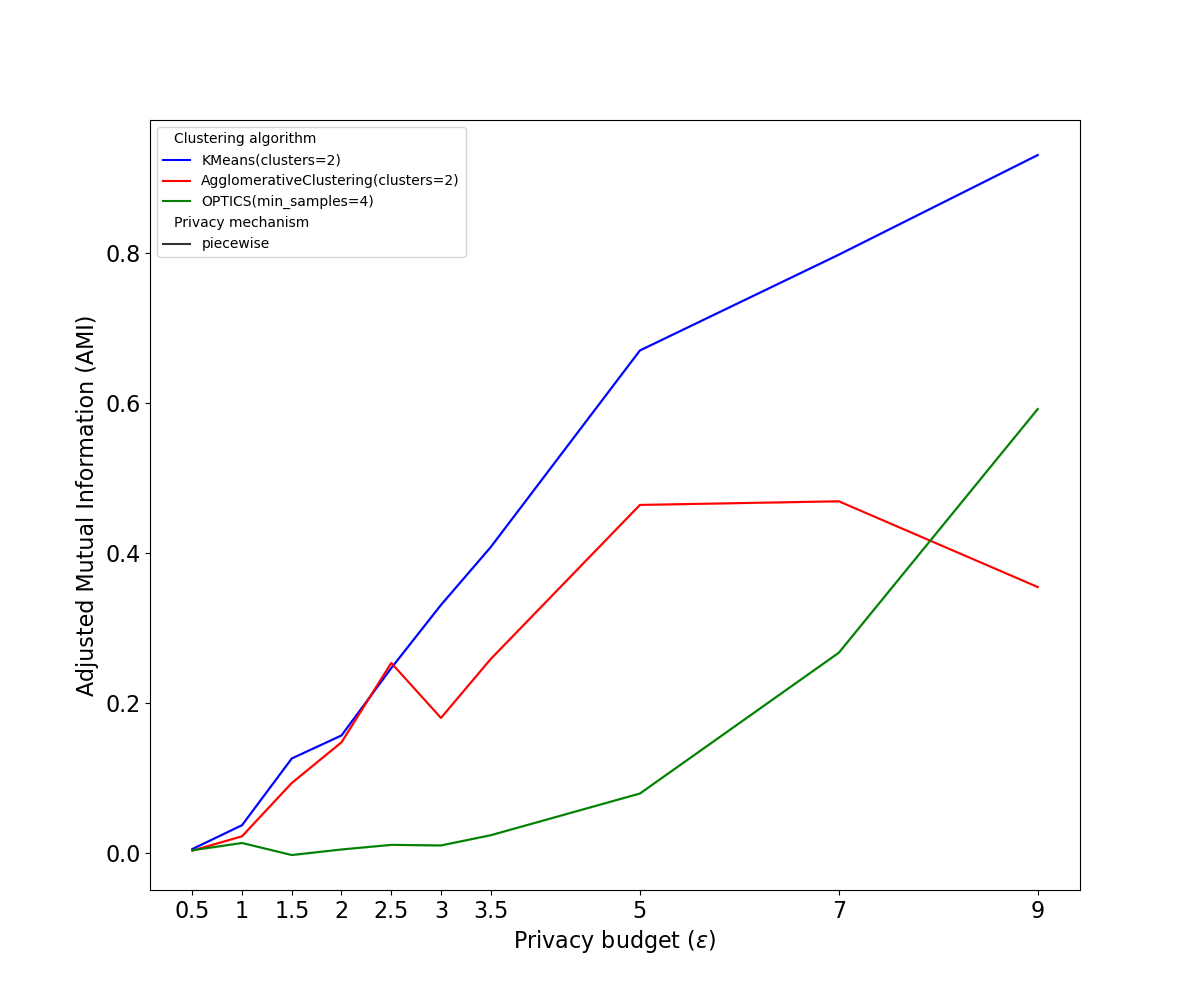 Clustering algorithm
KMeans(clusters=2)
AgglomerativeClustering(clusters=2)
OPTICS(min_samples=4)
Privacy mechanism
piecewise
Adjusted Mutual Information (AMI)
0.8
0.6
0.4
0.2
0.0
0.5 1 1.5 2 2.5 3 3.5 5 7 9
Privacy budget (ε)